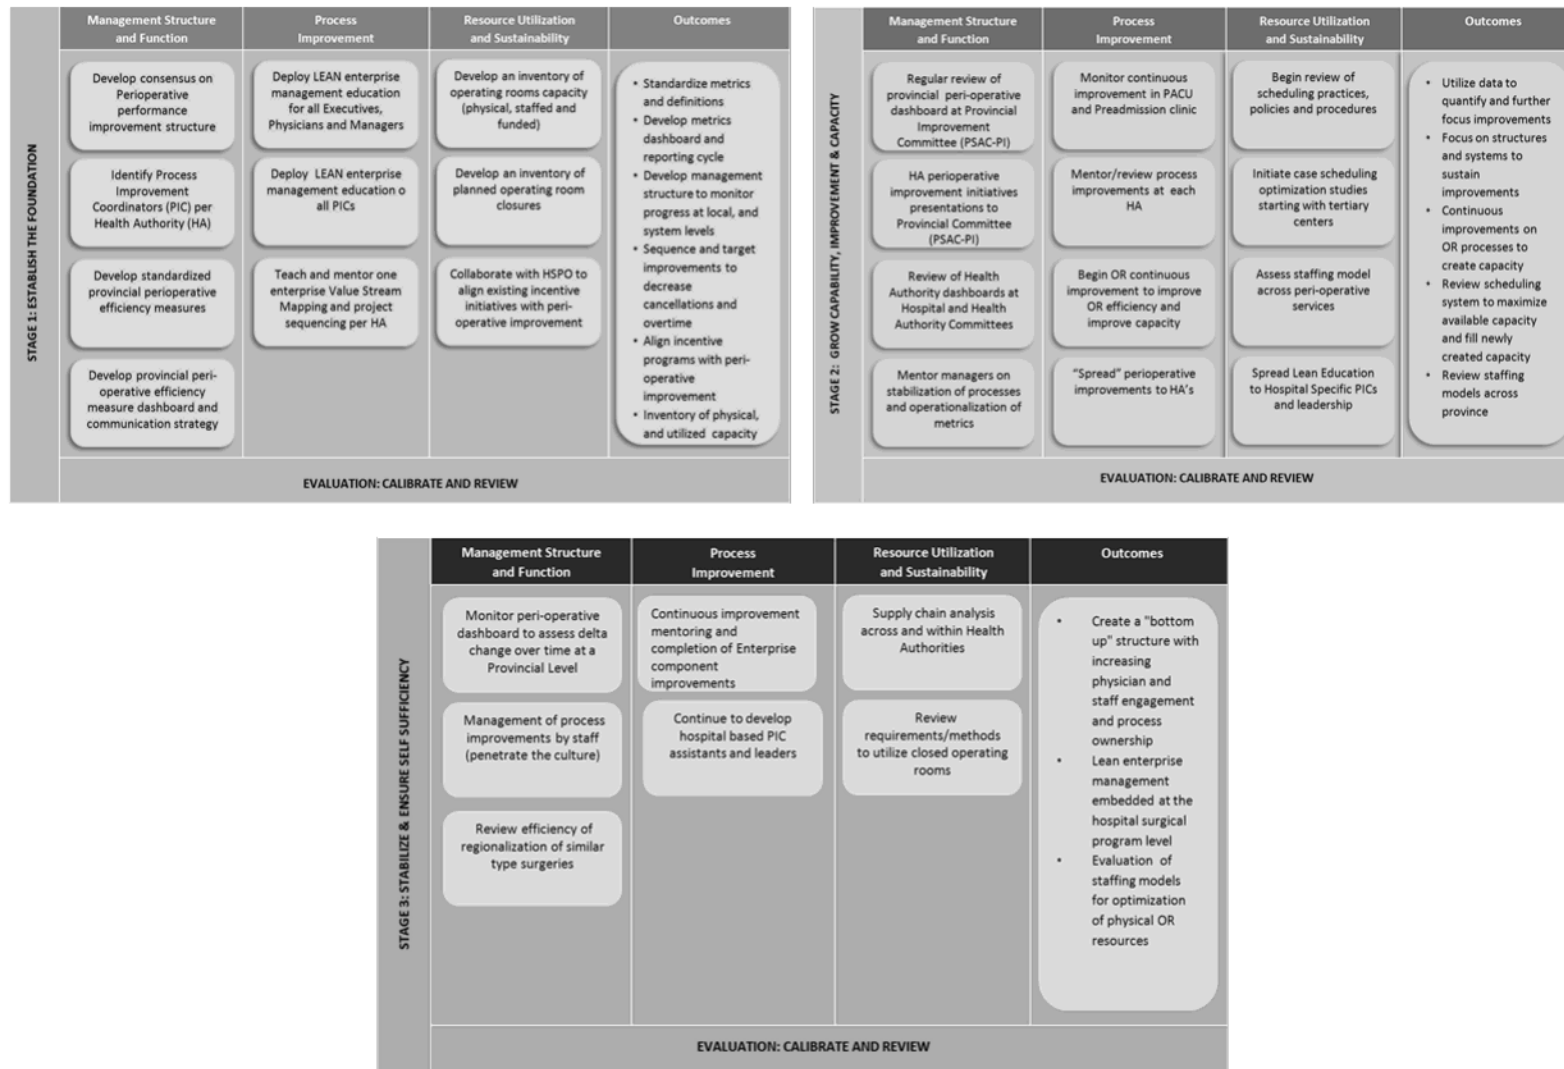 STAGE 1: ESTABLISH THE FOUNDATION
Management Structure
and Function
Develop consensus on
Perioperative
performance
improvement structure
Identify Process
Improvement
Coordinators (PIC) per
Health Authority (HA)
Develop standardized
provincial perioperative
efficiency measures
Develop provincial peri-
operative efficiency
measure dashboard and
communication strategy
Process
Improvement
Deploy LEAN enterprise
management education
for all Executives,
Physicians and Managers
Deploy LEAN enterprise
management education o
all PICs
Teach and mentor one
enterprise Value Stream
Mapping and project
sequencing per HA
Resource Utilization
and Sustainability
Develop an inventory of
operating rooms capacity
(physical, staffed and
funded)
Develop an inventory of
planned operating room
closures
Collaborate with HSPO to
align existing incentive
initiatives with peri-
operative improvement
Outcomes
• Standardize metrics
and definitions
• Develop metrics
dashboard and
reporting cycle
• Develop management
structure to monitor
progress at local, and
system levels
• Sequence and target
improvements to
decrease
cancellations and
overtime
• Align incentive
programs with peri-
operative
improvement
• Inventory of physical,
and utilized capacity
EVALUATION: CALIBRATE AND REVIEW
STAGE 2: GROW CAPABILITY, IMPROVEMENT & CAPACITY
Management Structure
and Function
Regular review of
provincial peri-operative
dashboard at Provincial
Improvement
Committee (PSAC-PI)
HA perioperative
improvement initiatives
presentations to
Provincial Committee
(PSAC-PI)
Review of Health
Authority dashboards at
Hospital and Health
Authority Committees
Mentor managers on
stabilization of processes
and operationalization of
metrics
Process
Improvement
Monitor continuous
improvement in PACU
and Preadmission clinic
Mentor/review process
improvements at each
HA
Begin OR continuous
improvement to improve
OR efficiency and
improve capacity
"Spread" perioperative
improvements to HA's
Resource Utilization
and Sustainability
Begin review of
scheduling practices,
policies and procedures
Initiate case scheduling
optimization studies
starting with tertiary
centers
Assess staffing model
across peri-operative
services
Spread Lean Education
to Hospital Specific PICs
and leadership
Outcomes
• Utilize data to
quantify and further
focus improvements
• Focus on structures
and systems to
sustain
improvements
• Continuous
improvements on
OR processes to
create capacity
• Review scheduling
system to maximize
available capacity
and fill newly
created capacity
• Review staffing
models across
province
EVALUATION: CALIBRATE AND REVIEW
STAGE 3: STABILIZE & ENSURE SELF SUFFICIENCY
Management Structure
and Function
Monitor peri-operative
dashboard to assess delta
change over time at a
Provincial Level
Management of process
improvements by staff
(penetrate the culture)
Review efficiency of
regionalization of similar
type surgeries
Process
Improvement
Continuous improvement
mentoring and
completion of Enterprise
component
improvements
Continue to develop
hospital based PIC
assistants and leaders
Resource Utilization
and Sustainability
Supply chain analysis
across and within Health
Authorities
Review
requirements/methods
to utilize closed operating
rooms
Outcomes
• Create a "bottom
up" structure with
increasing
physician and
staff engagement
and process
ownership
• Lean enterprise
management
embedded at the
hospital surgical
program level
• Evaluation of
staffing models
for optimization
of physical OR
resources
EVALUATION: CALIBRATE AND REVIEW